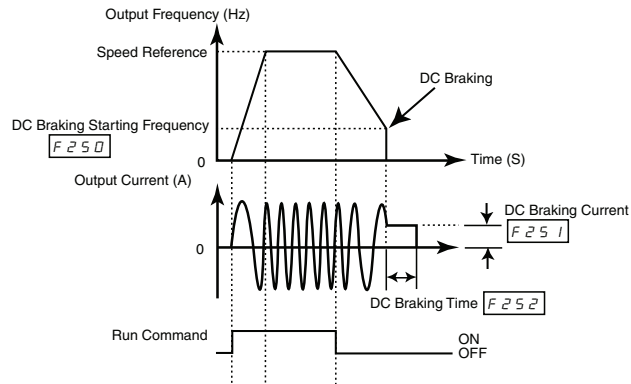 Output Frequency (Hz)
Speed Reference
DC Braking
DC Braking Starting Frequency
F250
0
Time (S)
Output Current (A)
DC Braking Current
F251
0
DC Braking Time F252
Run Command
ON
OFF